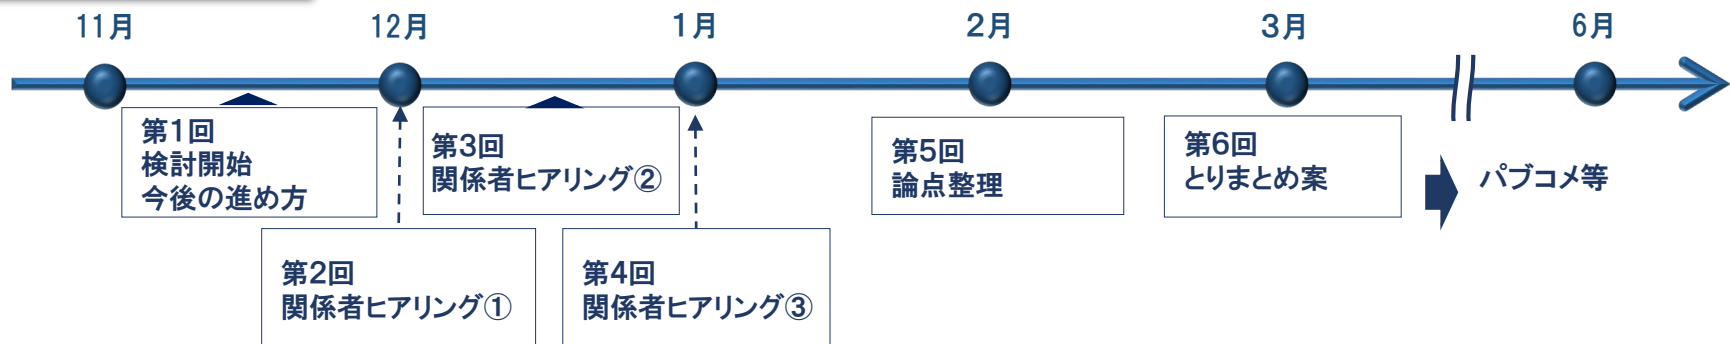 11月
12月
1月
2月
3月
6月
第1回
検討開始
今後の進め方
第2回
関係者ヒアリング①
第3回
関係者ヒアリング②
第4回
関係者ヒアリング③
第5回
論点整理
第6回
とりまとめ案
パブコメ等